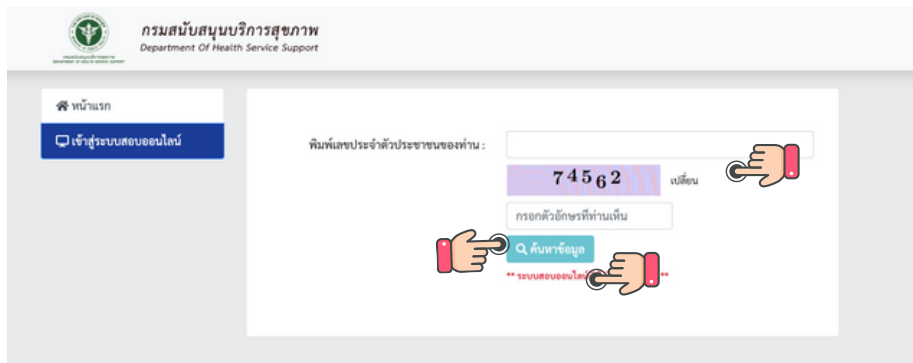 กรมสนับสนุนบริการสุขภาพ
Department Of Health Service Support
หน้าแรก
เข้าสู่ระบบสอบออนไลน์
พิมพ์เลขประจำตัวประชาชนของท่าน :
74562
เปลี่ยน
กรอกตัวอักษรที่ท่านเห็น
ค้นหาข้อมูล
** ระบบสอบออนไลน์ **